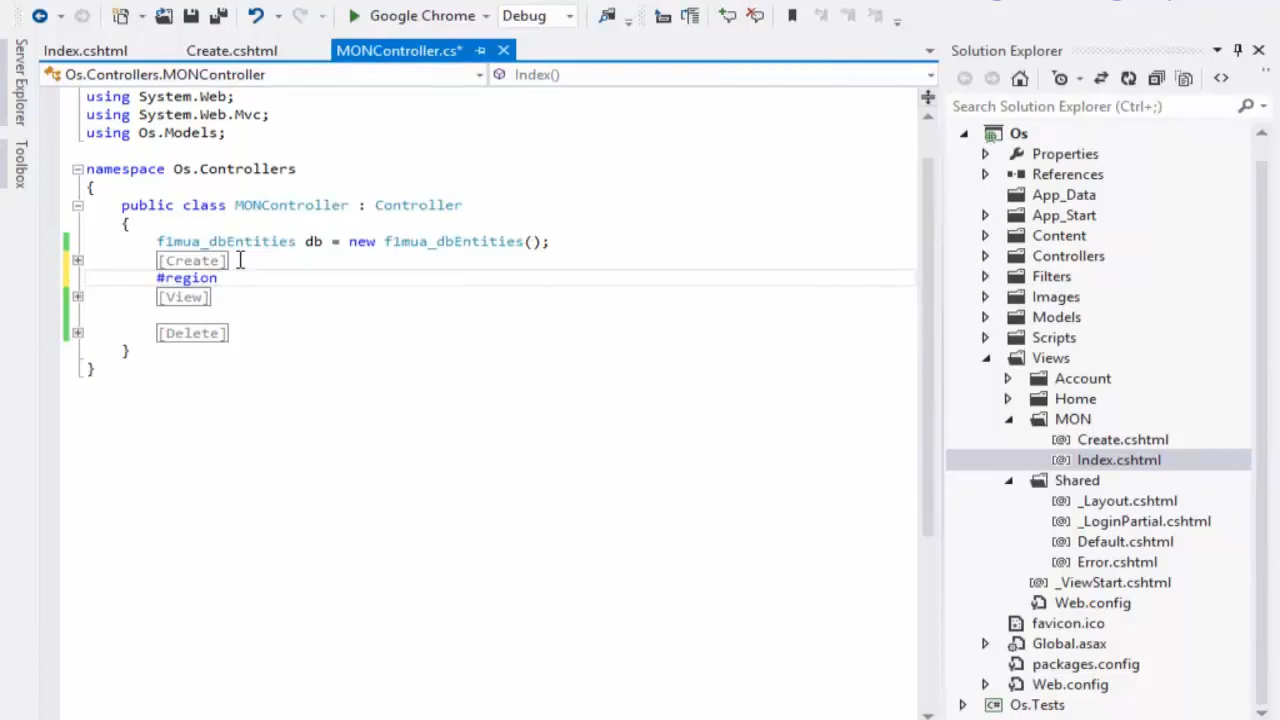 Google Chrome
Debug
Index.cshtml
Create.cshtml
MONController.cs*
Os.Controllers.MONController
Index()
Server Explorer
Toolbox
using System.Web;
using System.Web.Mvc;
using Os.Models;
namespace Os.Controllers
{
public class MONController : Controller
{
f1mua_dbEntities db = new f1mua_dbEntities();
[Create]
#region
[View]
[Delete]
}
}
Solution Explorer
Search Solution Explorer (Ctrl+;)
Os
Properties
References
App_Data
App_Start
Content
Controllers
Filters
Images
Models
Scripts
Views
Account
Home
MON
Create.cshtml
Index.cshtml
Shared
_Layout.cshtml
_LoginPartial.cshtml
Default.cshtml
Error.cshtml
_ViewStart.cshtml
Web.config
favicon.ico
Global.asax
packages.config
Web.config
Os.Tests